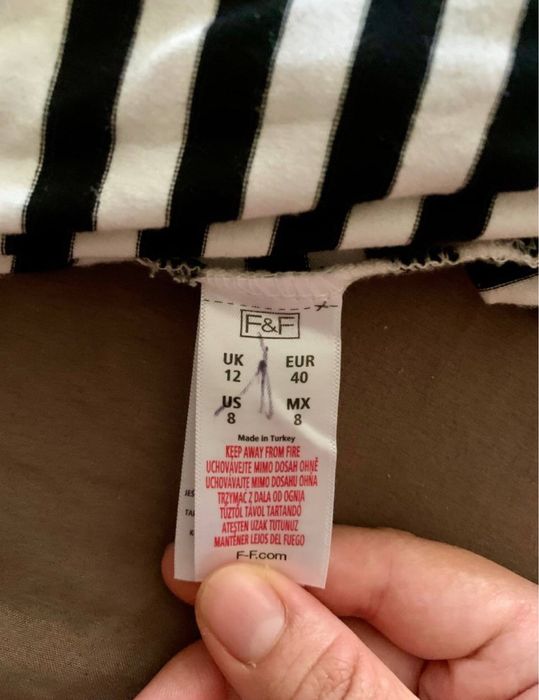 F&F
UK EUR
12 40
US MX
8 8
Made in Turkey
KEEP AWAY FROM FIRE
UCHOVÁVEJTE MIMO DOSAH OHNĚ
UCHOVÁVAJTE MIMO DOSAHU OHŇA
TRZYMAĆ Z DALA OD OGNIA
TŰZTŐL TÁVOL TARTANDÓ
ATEŞTEN UZAK TUTUNUZ
MANTENER LEJOS DEL FUEGO
F-F.com